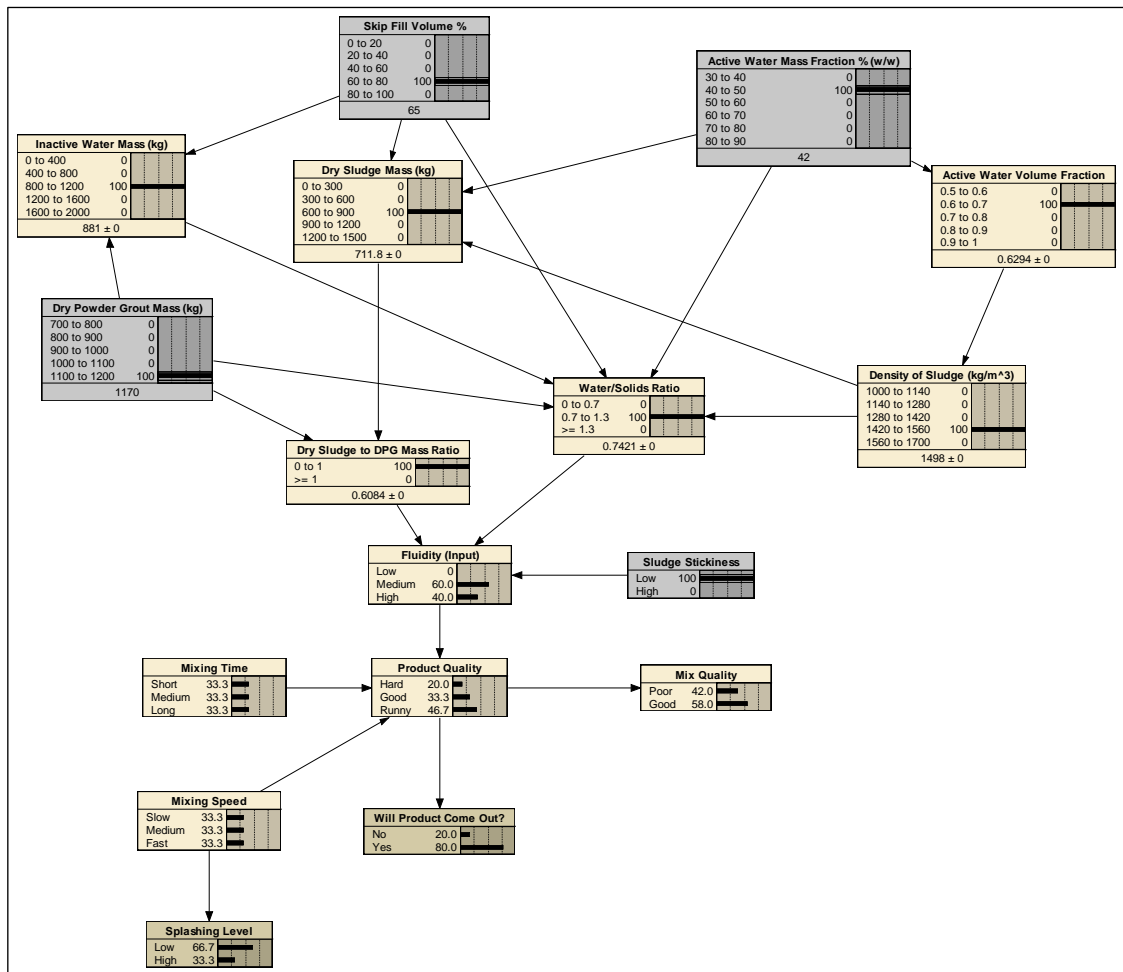 Skip Fill Volume %
0 to 20 0
20 to 40 0
40 to 60 0
60 to 80 100
80 to 100 0
65
Active Water Mass Fraction % (w/w)
30 to 40 0
40 to 50 100
50 to 60 0
60 to 70 0
70 to 80 0
80 to 90 0
42
Inactive Water Mass (kg)
0 to 400 0
400 to 800 0
800 to 1200 100
1200 to 1600 0
1600 to 2000 0
881 ± 0
Dry Sludge Mass (kg)
0 to 300 0
300 to 600 0
600 to 900 100
900 to 1200 0
1200 to 1500 0
711.8 ± 0
Active Water Volume Fraction
0.5 to 0.6 0
0.6 to 0.7 100
0.7 to 0.8 0
0.8 to 0.9 0
0.9 to 1 0
0.6294 ± 0
Dry Powder Grout Mass (kg)
700 to 800 0
800 to 900 0
900 to 1000 0
1000 to 1100 0
1100 to 1200 100
1170
Water/Solids Ratio
0 to 0.7 0
0.7 to 1.3 100
>= 1.3 0
0.7421 ± 0
Density of Sludge (kg/m^3)
1000 to 1140 0
1140 to 1280 0
1280 to 1420 0
1420 to 1560 100
1560 to 1700 0
1498 ± 0
Dry Sludge to DPG Mass Ratio
0 to 1 100
>= 1 0
0.6084 ± 0
Fluidity (Input)
Low 0
Medium 60.0
High 40.0
Sludge Stickiness
Low 100
High 0
Mixing Time
Short 33.3
Medium 33.3
Long 33.3
Product Quality
Hard 20.0
Good 33.3
Runny 46.7
Mix Quality
Poor 42.0
Good 58.0
Mixing Speed
Slow 33.3
Medium 33.3
Fast 33.3
Will Product Come Out?
No 20.0
Yes 80.0
Splashing Level
Low 66.7
High 33.3